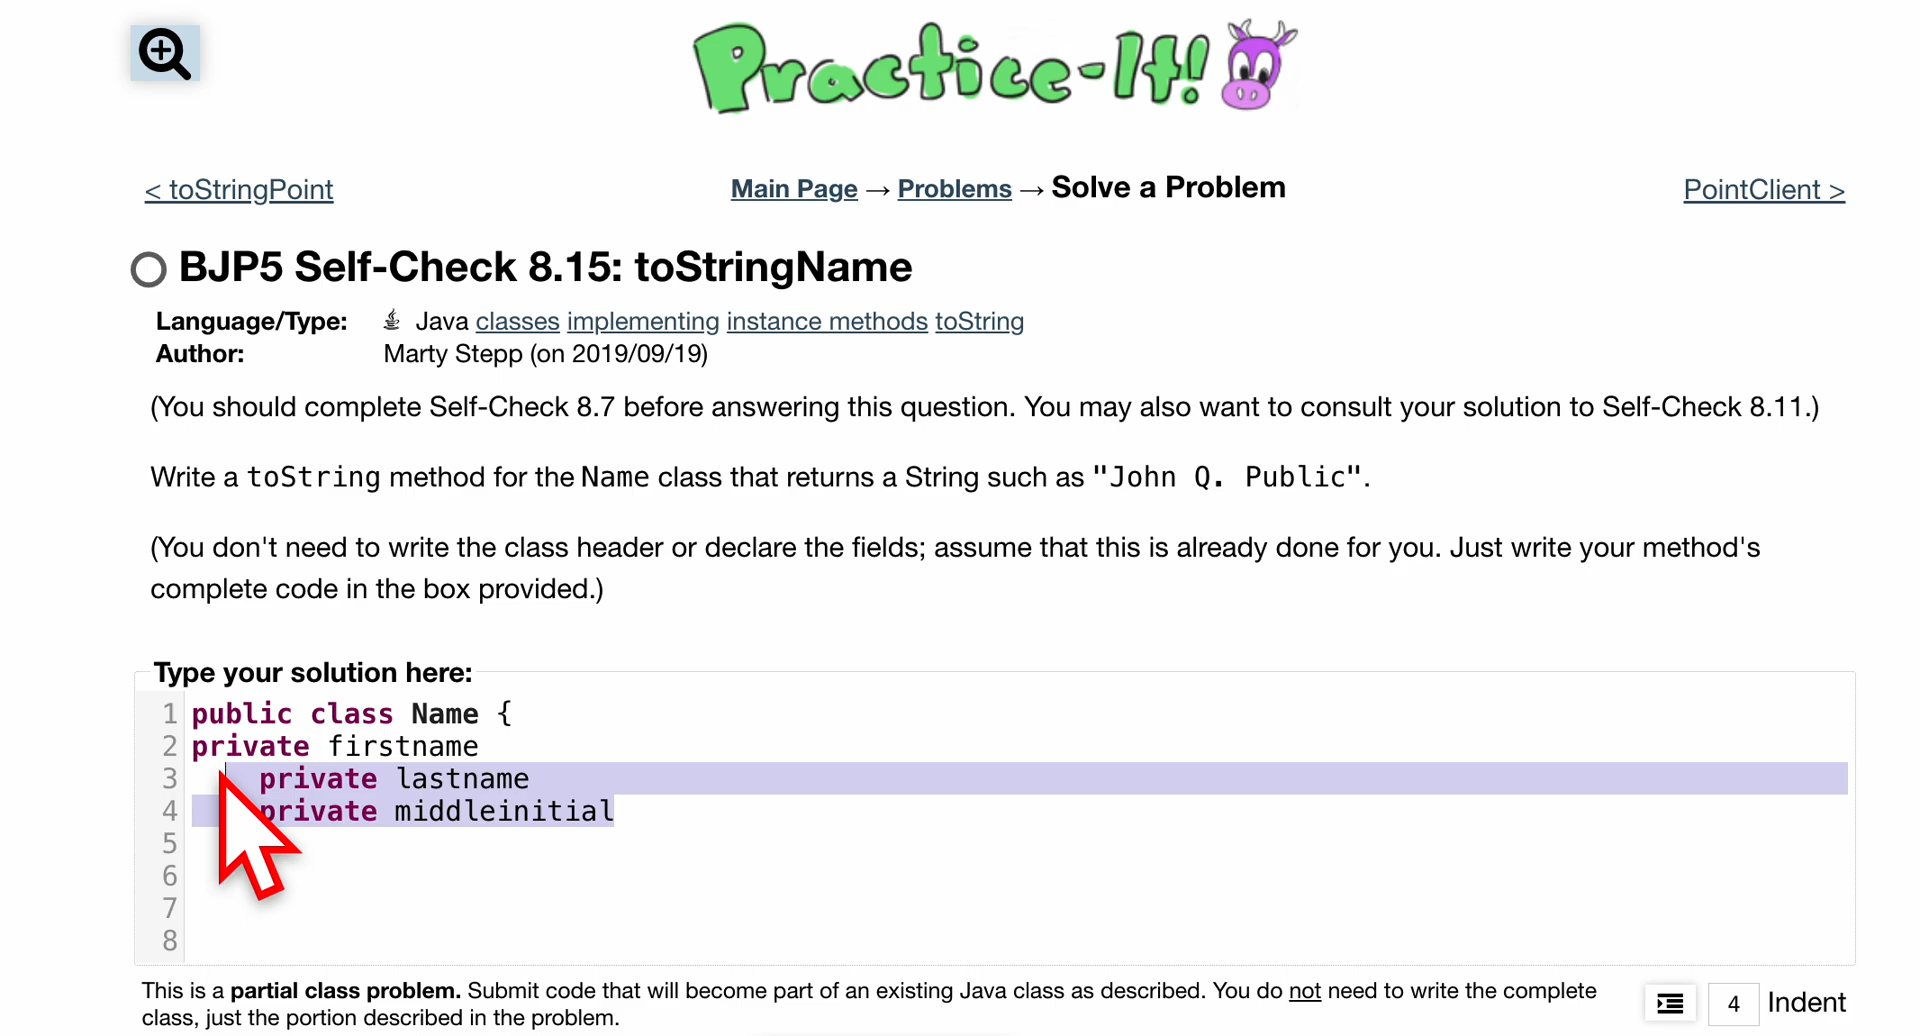 Practice-It!
< toStringPoint
Main Page → Problems → Solve a Problem
PointClient >
BJP5 Self-Check 8.15: toStringName
Language/Type: Java classes implementing instance methods toString
Author: Marty Stepp (on 2019/09/19)
(You should complete Self-Check 8.7 before answering this question. You may also want to consult your solution to Self-Check 8.11.)
Write a toString method for the Name class that returns a String such as "John Q. Public".
(You don't need to write the class header or declare the fields; assume that this is already done for you. Just write your method's
complete code in the box provided.)
Type your solution here:
1 public class Name {
2 private firstname
3 private lastname
4 private middleinitial
5
6
7
8
This is a partial class problem. Submit code that will become part of an existing Java class as described. You do not need to write the complete
class, just the portion described in the problem.
4 Indent